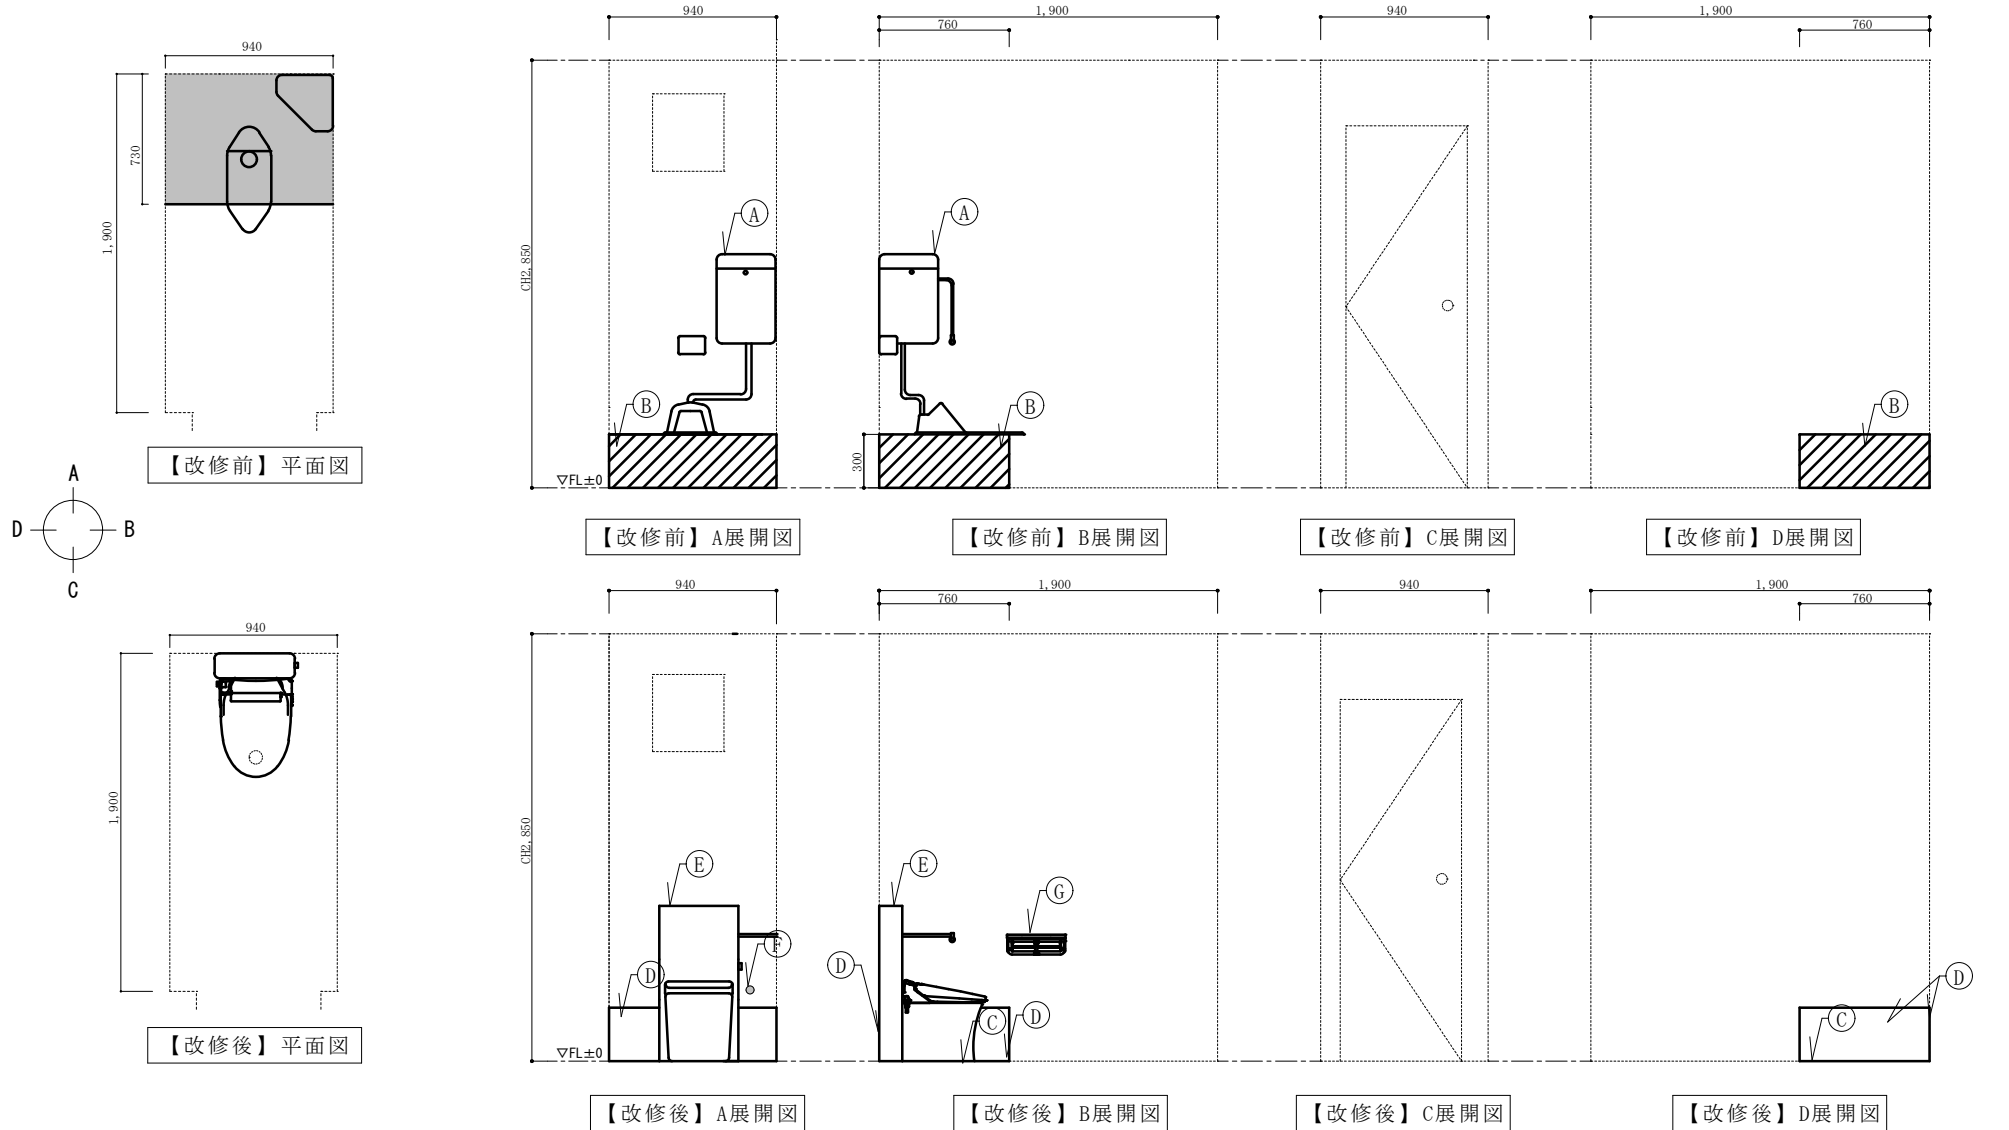 940
1,900
730
【改修前】平面図
A
D
B
C
940
1,900
【改修後】平面図
940
1,900
760
940
1,900
760
CH2,850
A
A
B
B
B
300
▽FL±0
【改修前】A展開図
【改修前】B展開図
【改修前】C展開図
【改修前】D展開図
940
1,900
760
940
1,900
760
CH2,850
E
E
G
F
D
D
D
D
C
C
▽FL±0
【改修後】A展開図
【改修後】B展開図
【改修後】C展開図
【改修後】D展開図